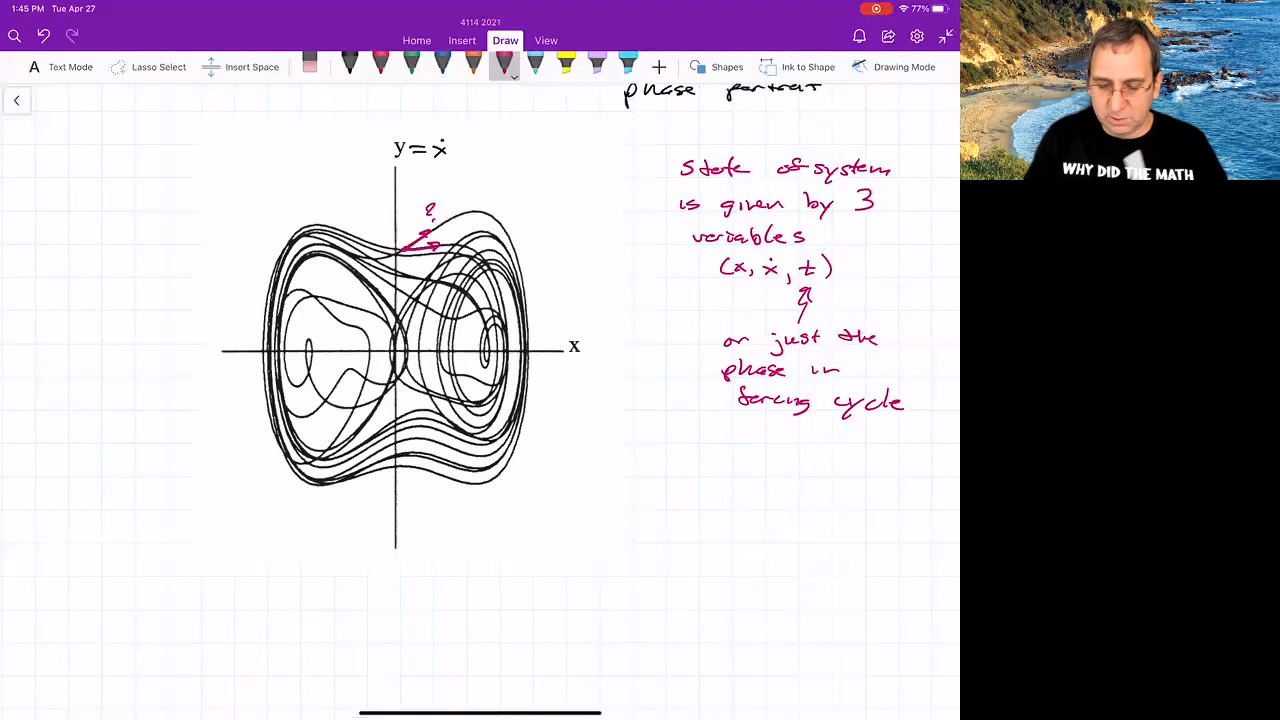 1:45 PM Tue Apr 27
77%
4114 2021
Home Insert Draw View
Text Mode Lasso Select Insert Space Shapes Ink to Shape Drawing Mode
phase portrait
y = ẋ
?
x
State of system
is given by 3
variables
(x, ẋ, t)
or just the
phase in
forcing cycle
WHY DID THE MATH